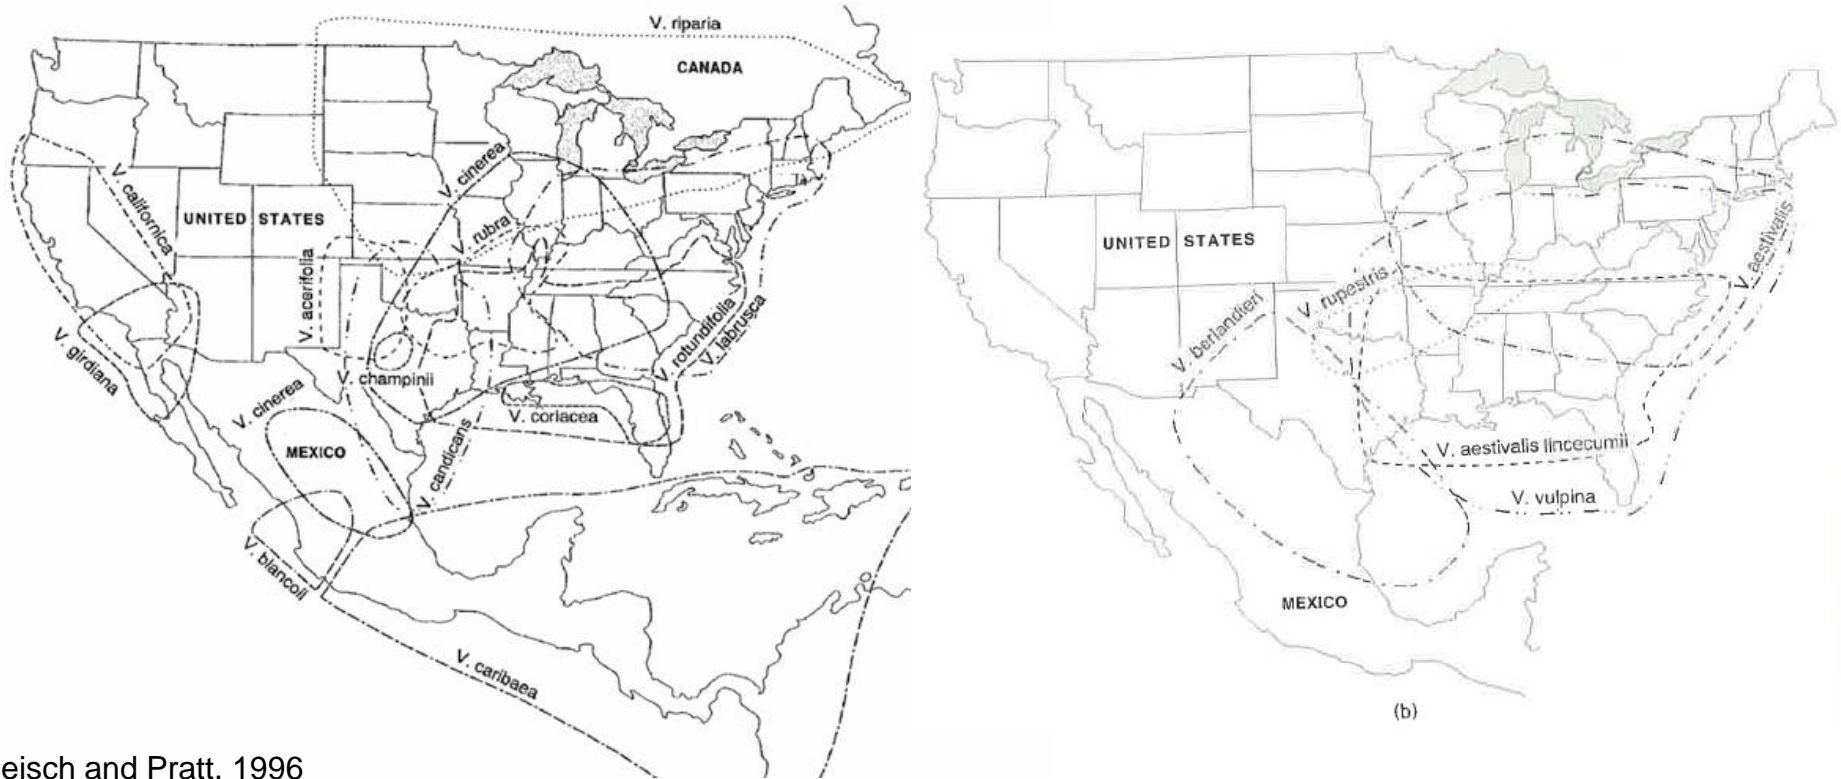 V. riparia
CANADA
V. cinerea
V. californica
UNITED STATES
V. rubra
V. acerifolia
V. rotundifolia
V. labrusca
V. girdiana
V. champinii
V. cinerea
V. coriacea
MEXICO
V. candicans
V. blancoii
V. caribaea
eisch and Pratt, 1996
V. aestivalis
UNITED STATES
V. rupestris
V. berlandieri
V. aestivalis lincecumii
V. vulpina
MEXICO
(b)